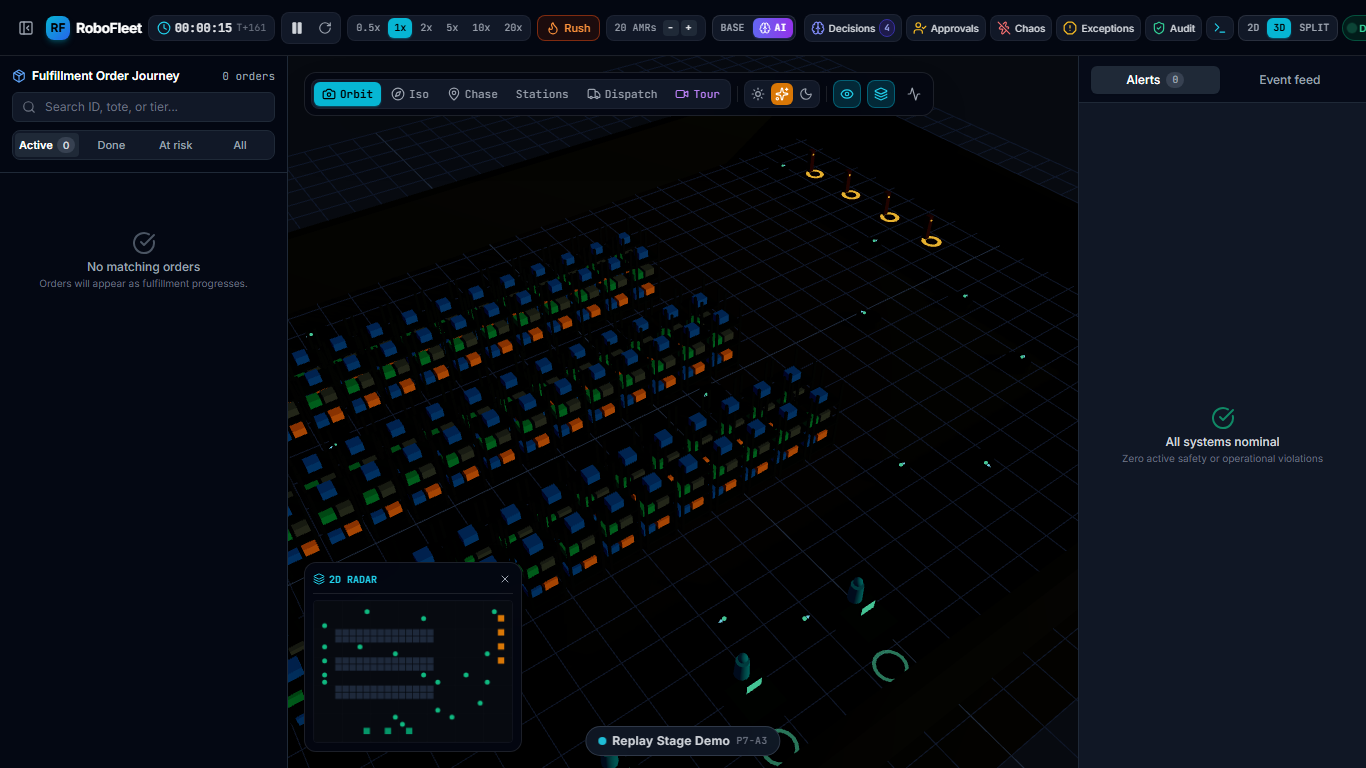 RF RoboFleet 00:00:15 T+161 0.5x 1x 2x 5x 10x 20x Rush 20 AMRs - + BASE AI Decisions 4 Approvals Chaos Exceptions Audit 2D 3D SPLIT
Fulfillment Order Journey 0 orders
Search ID, tote, or tier...
Active 0 Done At risk All
No matching orders
Orders will appear as fulfillment progresses.
Orbit Iso Chase Stations Dispatch Tour
2D RADAR
Replay Stage Demo P7-A3
Alerts 0 Event feed
All systems nominal
Zero active safety or operational violations